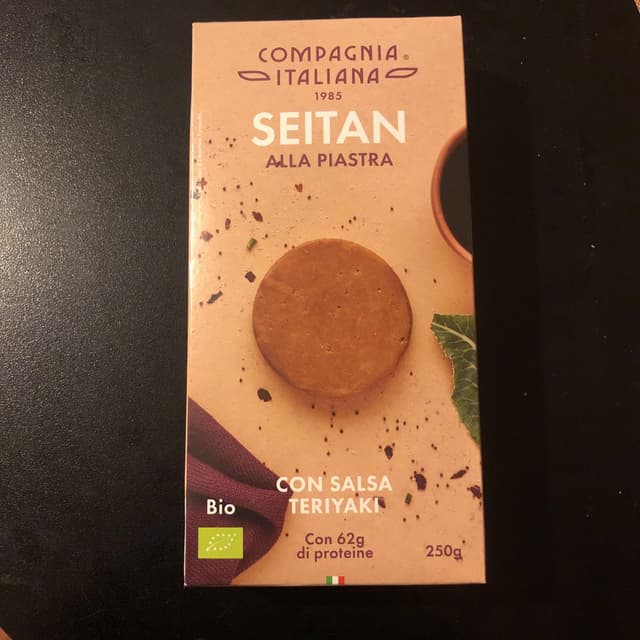 COMPAGNIA®
ITALIANA
1985
SEITAN
ALLA PIASTRA
CON SALSA
TERIYAKI
Bio
Con 62g
di proteine
250g